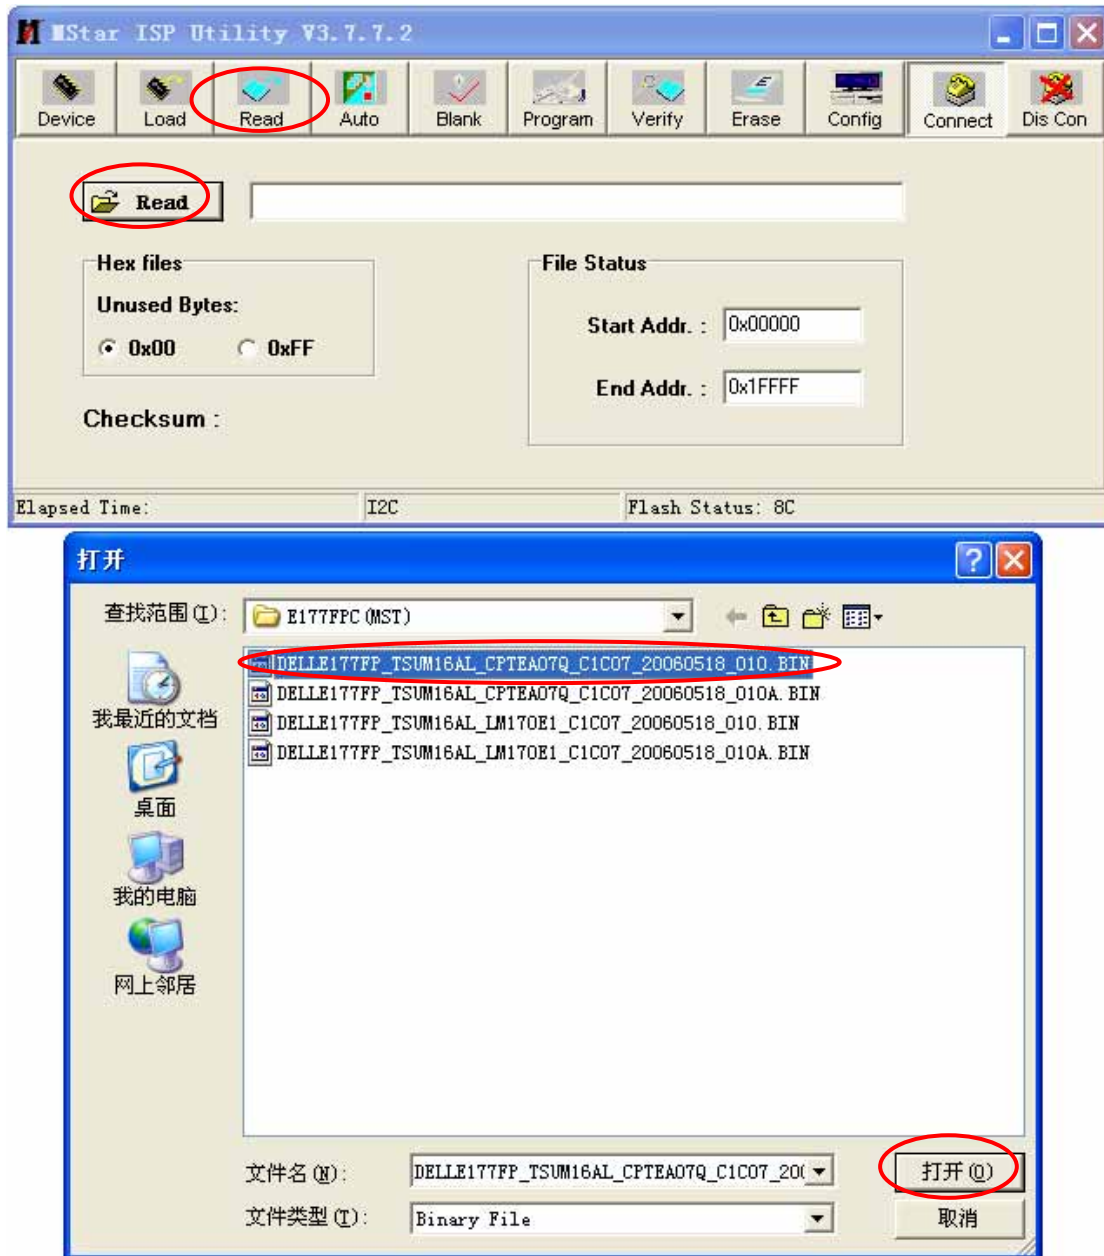 MStar ISP Utility V3.7.7.2
Device Load Read Auto Blank Program Verify Erase Config Connect Dis Con
Read
Hex files
Unused Bytes:
0x00 0xFF
Checksum :
File Status
Start Addr. : 0x00000
End Addr. : 0x1FFFF
Elapsed Time: I2C Flash Status: 8C
打开
查找范围(I): E177FPC(MST)
DELLE177FP_TSUM16AL_CPTEA07Q_C1C07_20060518_010.BIN
DELLE177FP_TSUM16AL_CPTEA07Q_C1C07_20060518_010A.BIN
DELLE177FP_TSUM16AL_LM170E1_C1C07_20060518_010.BIN
DELLE177FP_TSUM16AL_LM170E1_C1C07_20060518_010A.BIN
我最近的文档
桌面
我的电脑
网上邻居
文件名(N): DELLE177FP_TSUM16AL_CPTEA07Q_C1C07_20( 打开(O)
文件类型(T): Binary File 取消